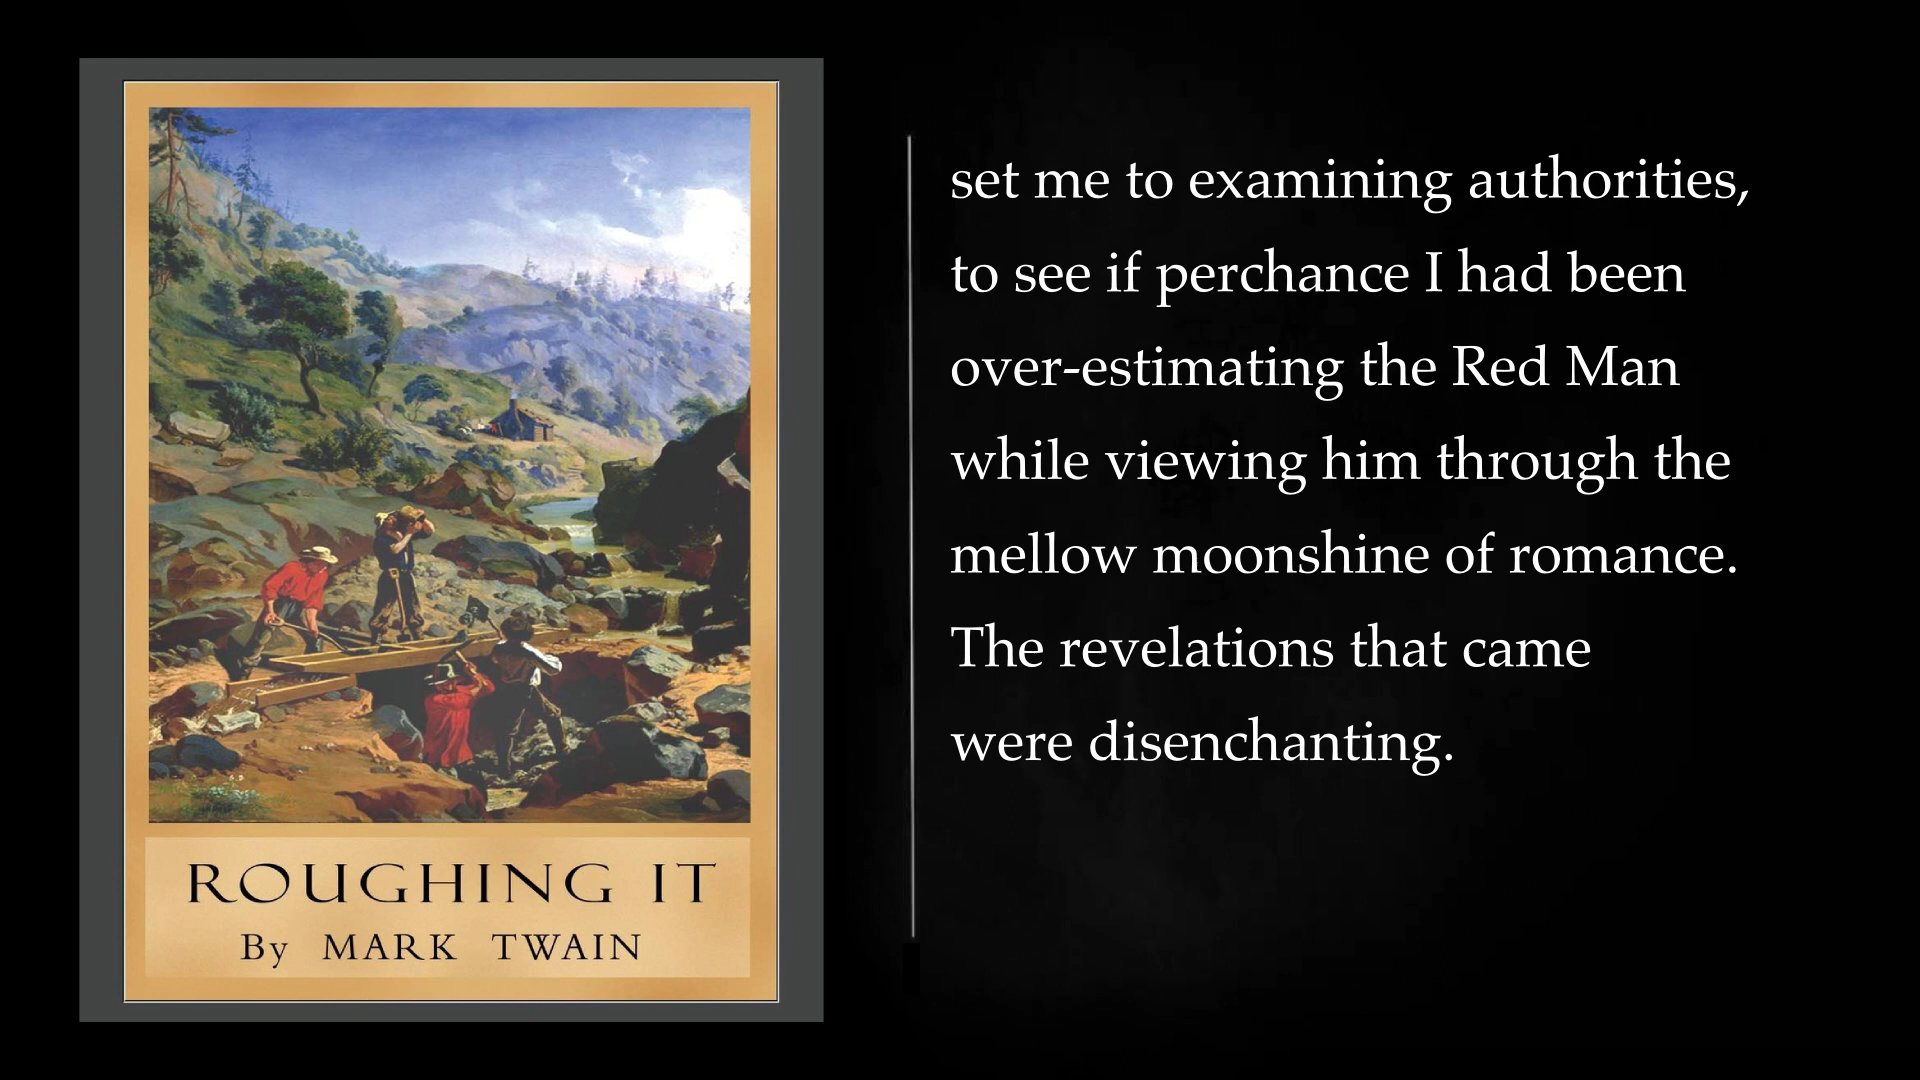 ROUGHING IT
By MARK TWAIN
set me to examining authorities,
to see if perchance I had been
over-estimating the Red Man
while viewing him through the
mellow moonshine of romance.
The revelations that came
were disenchanting.